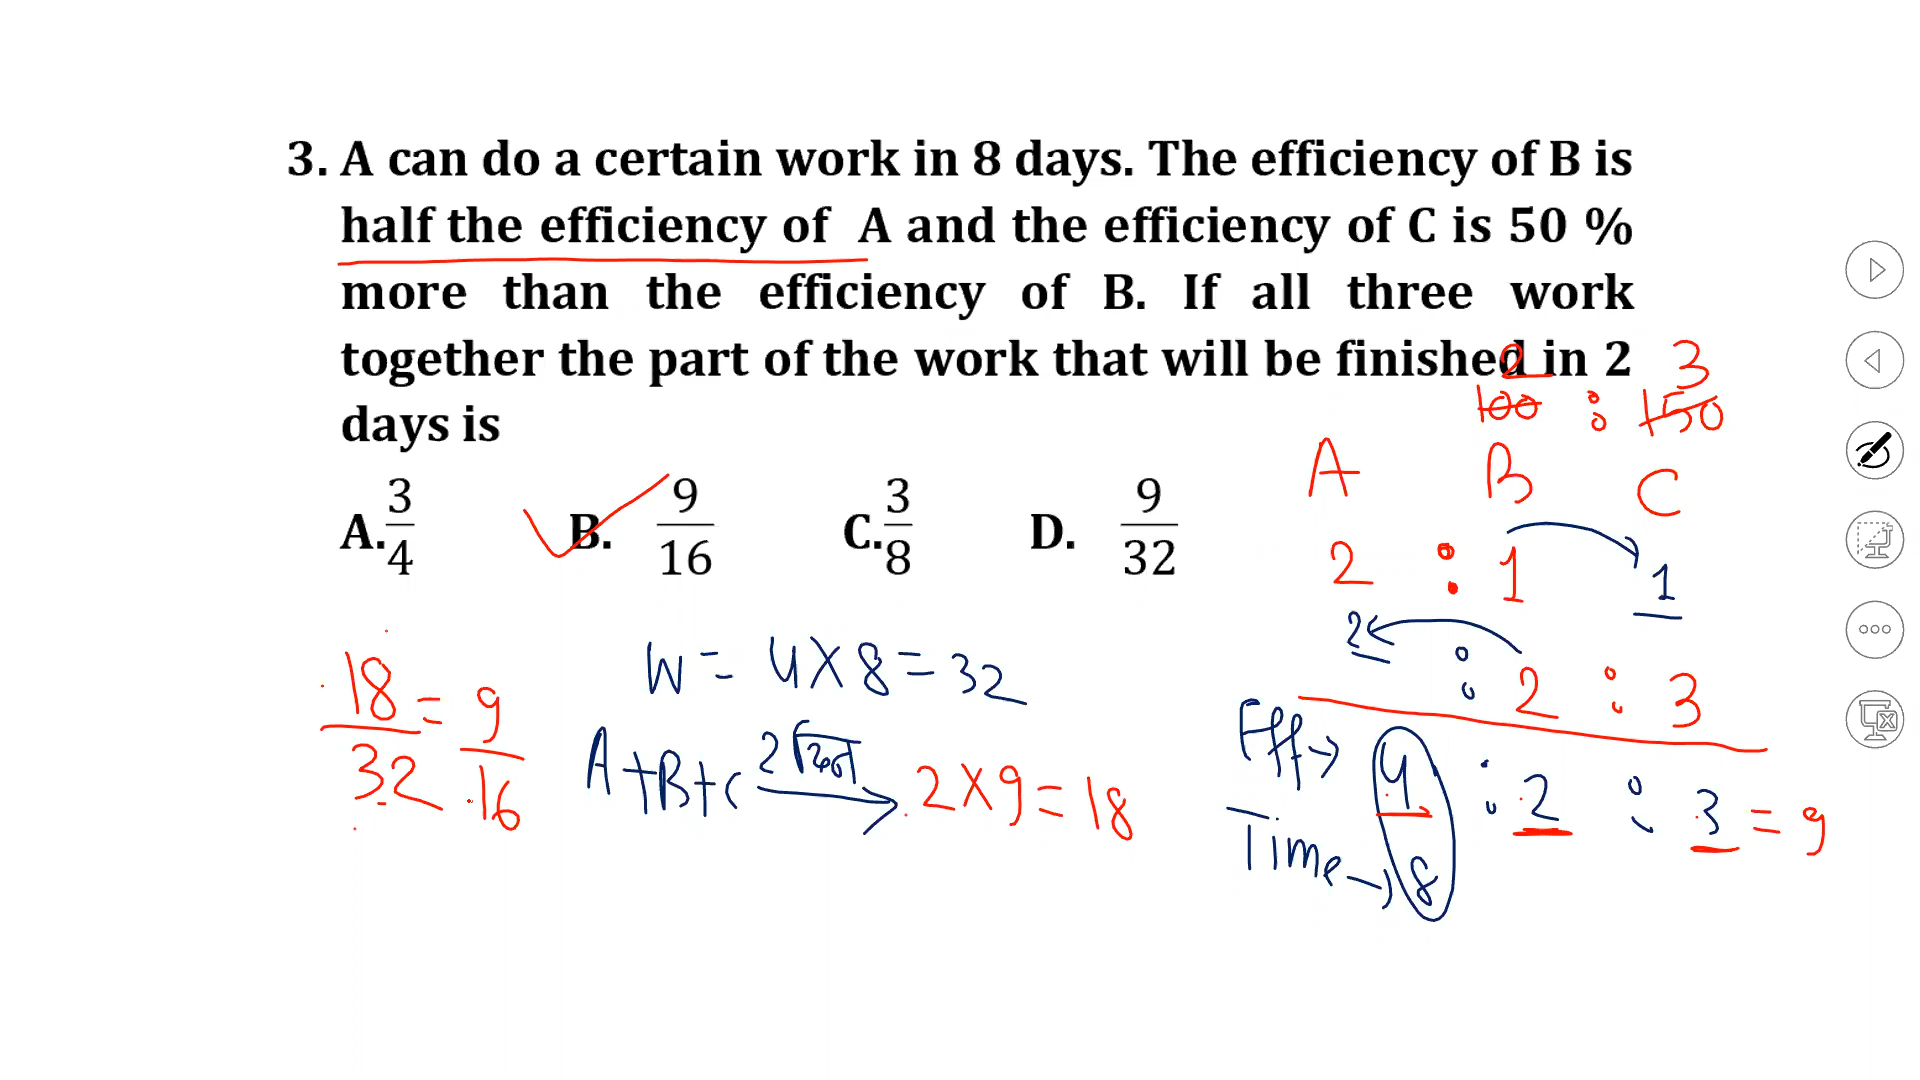 3. A can do a certain work in 8 days. The efficiency of B is
half the efficiency of A and the efficiency of C is 50 %
more than the efficiency of B. If all three work
together the part of the work that will be finished in 2
days is
2 3
100 : 150
A B C
A. 3/4 B. 9/16 C. 3/8 D. 9/32
2 : 1 1
2 : 2 : 3
W = 4 × 8 = 32
18/32 = 9/16
A+B+C 2 × 9 = 18
Eff → 4 : 2 : 3 = 9
Time → 8